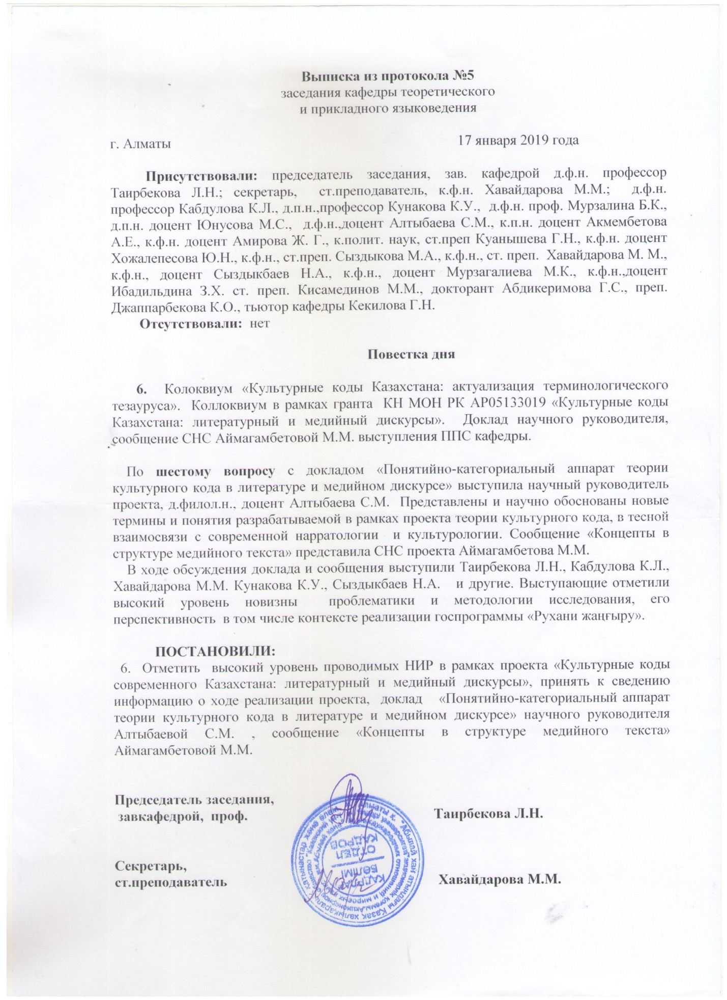 Выписка из протокола №5
заседания кафедры теоретического
и прикладного языковедения
г. Алматы
17 января 2019 года
Присутствовали: председатель заседания, зав. кафедрой д.ф.н. профессор
Таирбекова Л.Н.; секретарь, ст.преподаватель, к.ф.н. Хавайдарова М.М.; д.ф.н.
профессор Кабдулова К.Л., д.п.н.,профессор Кунакова К.У., д.ф.н. проф. Мурзалина Б.К.,
д.п.н. доцент Юнусова М.С., д.ф.н.,доцент Алтыбаева С.М., к.п.н. доцент Акмембетова
А.Е., к.ф.н. доцент Амирова Ж. Г., к.полит. наук, ст.преп Куанышева Г.Н., к.ф.н. доцент
Хожалепесова Ю.Н., к.ф.н., ст.преп. Сыздыкова М.А., к.ф.н., ст. преп. Хавайдарова М. М.,
к.ф.н., доцент Сыздыкбаев Н.А., к.ф.н., доцент Мурзагалиева М.К., к.ф.н.,доцент
Ибадильдина З.Х. ст. преп. Кисамединов М.М., докторант Абдикеримова Г.С., преп.
Джаппарбекова К.О., тьютор кафедры Кекилова Г.Н.
Отсутствовали: нет
Повестка дня
6. Колоквиум «Культурные коды Казахстана: актуализация терминологического
тезауруса». Коллоквиум в рамках гранта КН МОН РК АР05133019 «Культурные коды
Казахстана: литературный и медийный дискурсы». Доклад научного руководителя,
сообщение СНС Аймагамбетовой М.М. выступления ППС кафедры.
По шестому вопросу с докладом «Понятийно-категориальный аппарат теории
культурного кода в литературе и медийном дискурсе» выступила научный руководитель
проекта, д.филол.н., доцент Алтыбаева С.М. Представлены и научно обоснованы новые
термины и понятия разрабатываемой в рамках проекта теории культурного кода, в тесной
взаимосвязи с современной нарратологии и культурологии. Сообщение «Концепты в
структуре медийного текста» представила СНС проекта Аймагамбетова М.М.
В ходе обсуждения доклада и сообщения выступили Таирбекова Л.Н., Кабдулова К.Л.,
Хавайдарова М.М. Кунакова К.У., Сыздыкбаев Н.А. и другие. Выступающие отметили
высокий уровень новизны проблематики и методологии исследования, его
перспективность в том числе контексте реализации госпрограммы «Рухани жаңғыру».
ПОСТАНОВИЛИ:
6. Отметить высокий уровень проводимых НИР в рамках проекта «Культурные коды
современного Казахстана: литературный и медийный дискурсы», принять к сведению
информацию о ходе реализации проекта, доклад «Понятийно-категориальный аппарат
теории культурного кода в литературе и медийном дискурсе» научного руководителя
Алтыбаевой С.М. , сообщение «Концепты в структуре медийного текста»
Аймагамбетовой М.М.
Председатель заседания,
завкафедрой, проф.
Таирбекова Л.Н.
Секретарь,
ст.преподаватель
Хавайдарова М.М.
КАДРЛАР
БӨЛІМІ
ОТДЕЛ
КАДРОВ